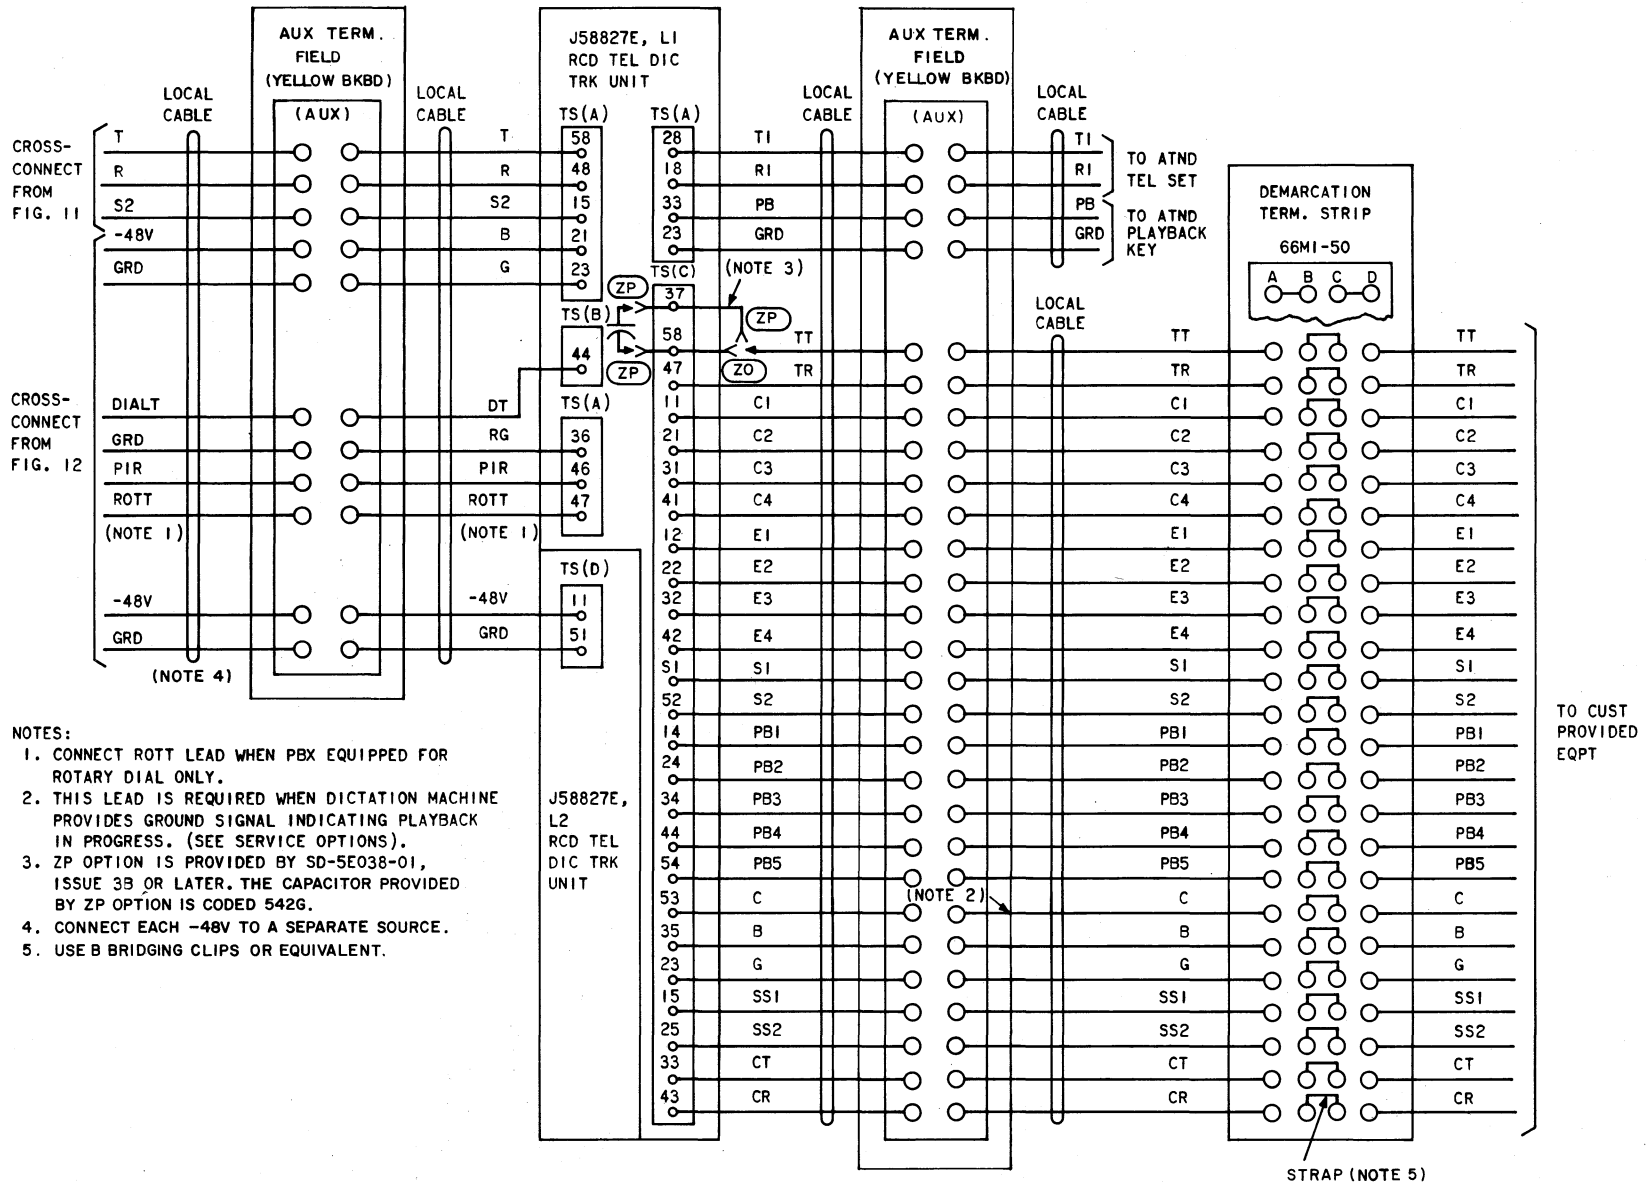 AUX TERM.
FIELD
(YELLOW BKBD)
(AUX)
LOCAL
CABLE
LOCAL
CABLE
J58827E, L1
RCD TEL DIC
TRK UNIT
AUX TERM.
FIELD
(YELLOW BKBD)
(AUX)
LOCAL
CABLE
LOCAL
CABLE
CROSS-
CONNECT
FROM
FIG. 11
T
R
S2
-48V
GRD
T
R
S2
B
G
TS(A)
58
48
15
21
23
TS(A)
28
18
33
23
T1
R1
PB
GRD
T1
R1
PB
GRD
TO ATND
TEL SET
TO ATND
PLAYBACK
KEY
DEMARCATION
TERM. STRIP
66M1-50
A B C D
CROSS-
CONNECT
FROM
FIG. 12
DIALT
GRD
PIR
ROTT
(NOTE 1)
-48V
GRD
(NOTE 4)
DT
RG
PIR
ROTT
(NOTE 1)
-48V
GRD
TS(B)
44
TS(A)
36
46
47
TS(D)
11
51
ZP
ZP
TS(C)
(NOTE 3)
ZP
ZO
LOCAL
CABLE
37
58 TT TT TT
47 TR TR TR
11 C1 C1 C1
21 C2 C2 C2
31 C3 C3 C3
41 C4 C4 C4
12 E1 E1 E1
22 E2 E2 E2
32 E3 E3 E3
42 E4 E4 E4
S1 S1 S1 S1
52 S2 S2 S2
14 PB1 PB1 PB1
24 PB2 PB2 PB2
34 PB3 PB3 PB3
44 PB4 PB4 PB4
54 PB5 PB5 PB5
(NOTE 2)
53 C C C
35 B B B
23 G G G
15 SS1 SS1 SS1
25 SS2 SS2 SS2
33 CT CT CT
43 CR CR CR
STRAP (NOTE 5)
TO CUST
PROVIDED
EQPT
J58827E,
L2
RCD TEL
DIC TRK
UNIT
NOTES:
1. CONNECT ROTT LEAD WHEN PBX EQUIPPED FOR
ROTARY DIAL ONLY.
2. THIS LEAD IS REQUIRED WHEN DICTATION MACHINE
PROVIDES GROUND SIGNAL INDICATING PLAYBACK
IN PROGRESS. (SEE SERVICE OPTIONS).
3. ZP OPTION IS PROVIDED BY SD-5E038-01,
ISSUE 3B OR LATER. THE CAPACITOR PROVIDED
BY ZP OPTION IS CODED 542G.
4. CONNECT EACH -48V TO A SEPARATE SOURCE.
5. USE B BRIDGING CLIPS OR EQUIVALENT.